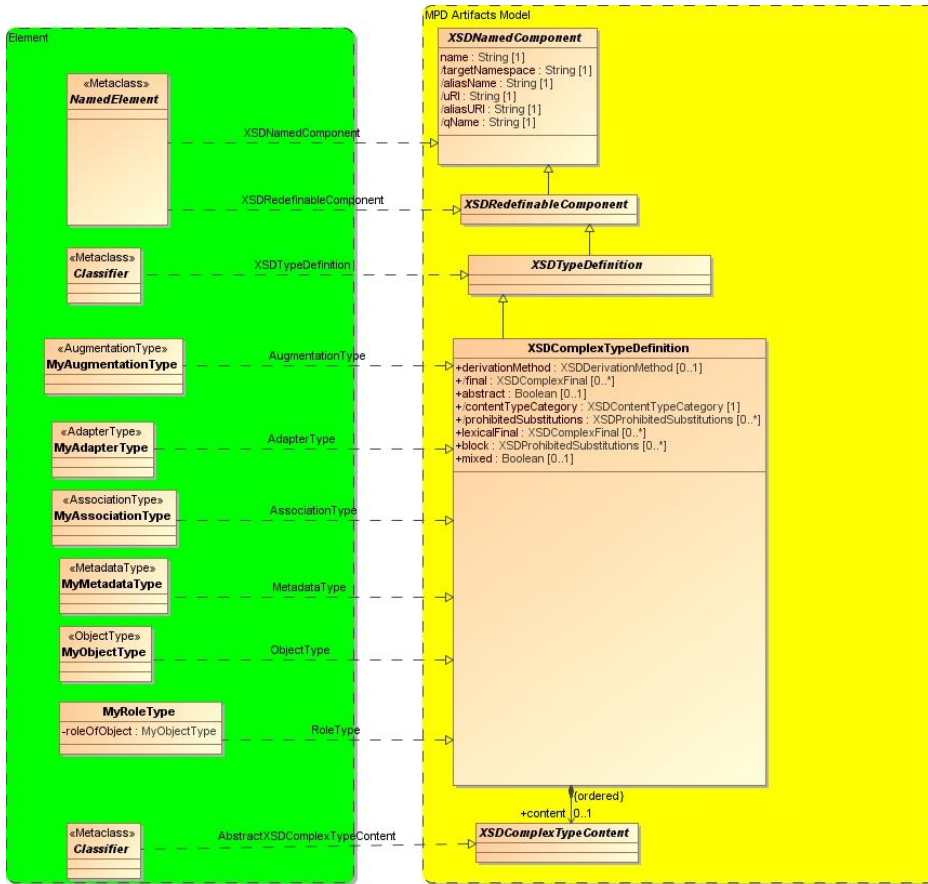 Element
MPD Artifacts Model
«Metaclass»
NamedElement
XSDNamedComponent
name : String [1]
/targetNamespace : String [1]
/aliasName : String [1]
/uRI : String [1]
/aliasURI : String [1]
/qName : String [1]
XSDNamedComponent
XSDRedefinableComponent
XSDRedefinableComponent
«Metaclass»
Classifier
XSDTypeDefinition
XSDTypeDefinition
«AugmentationType»
MyAugmentationType
AugmentationType
XSDComplexTypeDefinition
+derivationMethod : XSDDerivationMethod [0..1]
+/final : XSDComplexFinal [0..*]
+abstract : Boolean [0..1]
+/contentTypeCategory : XSDContentTypeCategory [1]
+/prohibitedSubstitutions : XSDProhibitedSubstitutions [0..*]
+lexicalFinal : XSDComplexFinal [0..*]
+block : XSDProhibitedSubstitutions [0..*]
+mixed : Boolean [0..1]
«AdapterType»
MyAdapterType
AdapterType
«AssociationType»
MyAssociationType
AssociationType
«MetadataType»
MyMetadataType
MetadataType
«ObjectType»
MyObjectType
ObjectType
MyRoleType
-roleOfObject : MyObjectType
RoleType
{ordered}
+content 0..1
«Metaclass»
Classifier
AbstractXSDComplexTypeContent
XSDComplexTypeContent